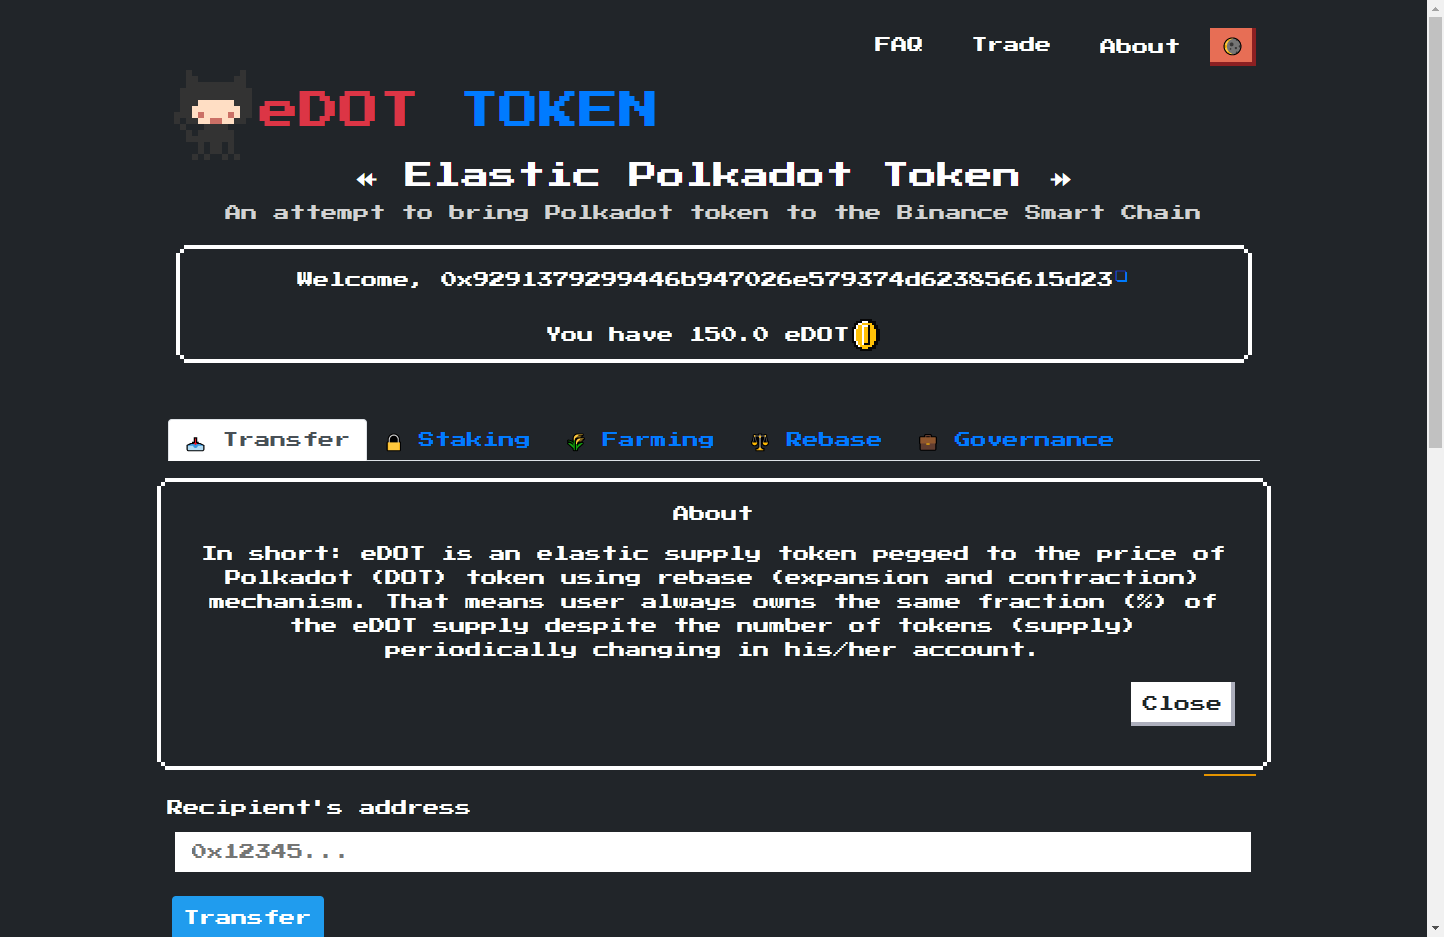 FAQ Trade About
eDOT TOKEN
Elastic Polkadot Token
An attempt to bring Polkadot token to the Binance Smart Chain
Welcome, 0x9291379299446b947026e579374d623856615d23
You have 150.0 eDOT
Transfer Staking Farming Rebase Governance
About
In short: eDOT is an elastic supply token pegged to the price of
Polkadot (DOT) token using rebase (expansion and contraction)
mechanism. That means user always owns the same fraction (%) of
the eDOT supply despite the number of tokens (supply)
periodically changing in his/her account.
Close
Recipient's address
0x12345...
Transfer